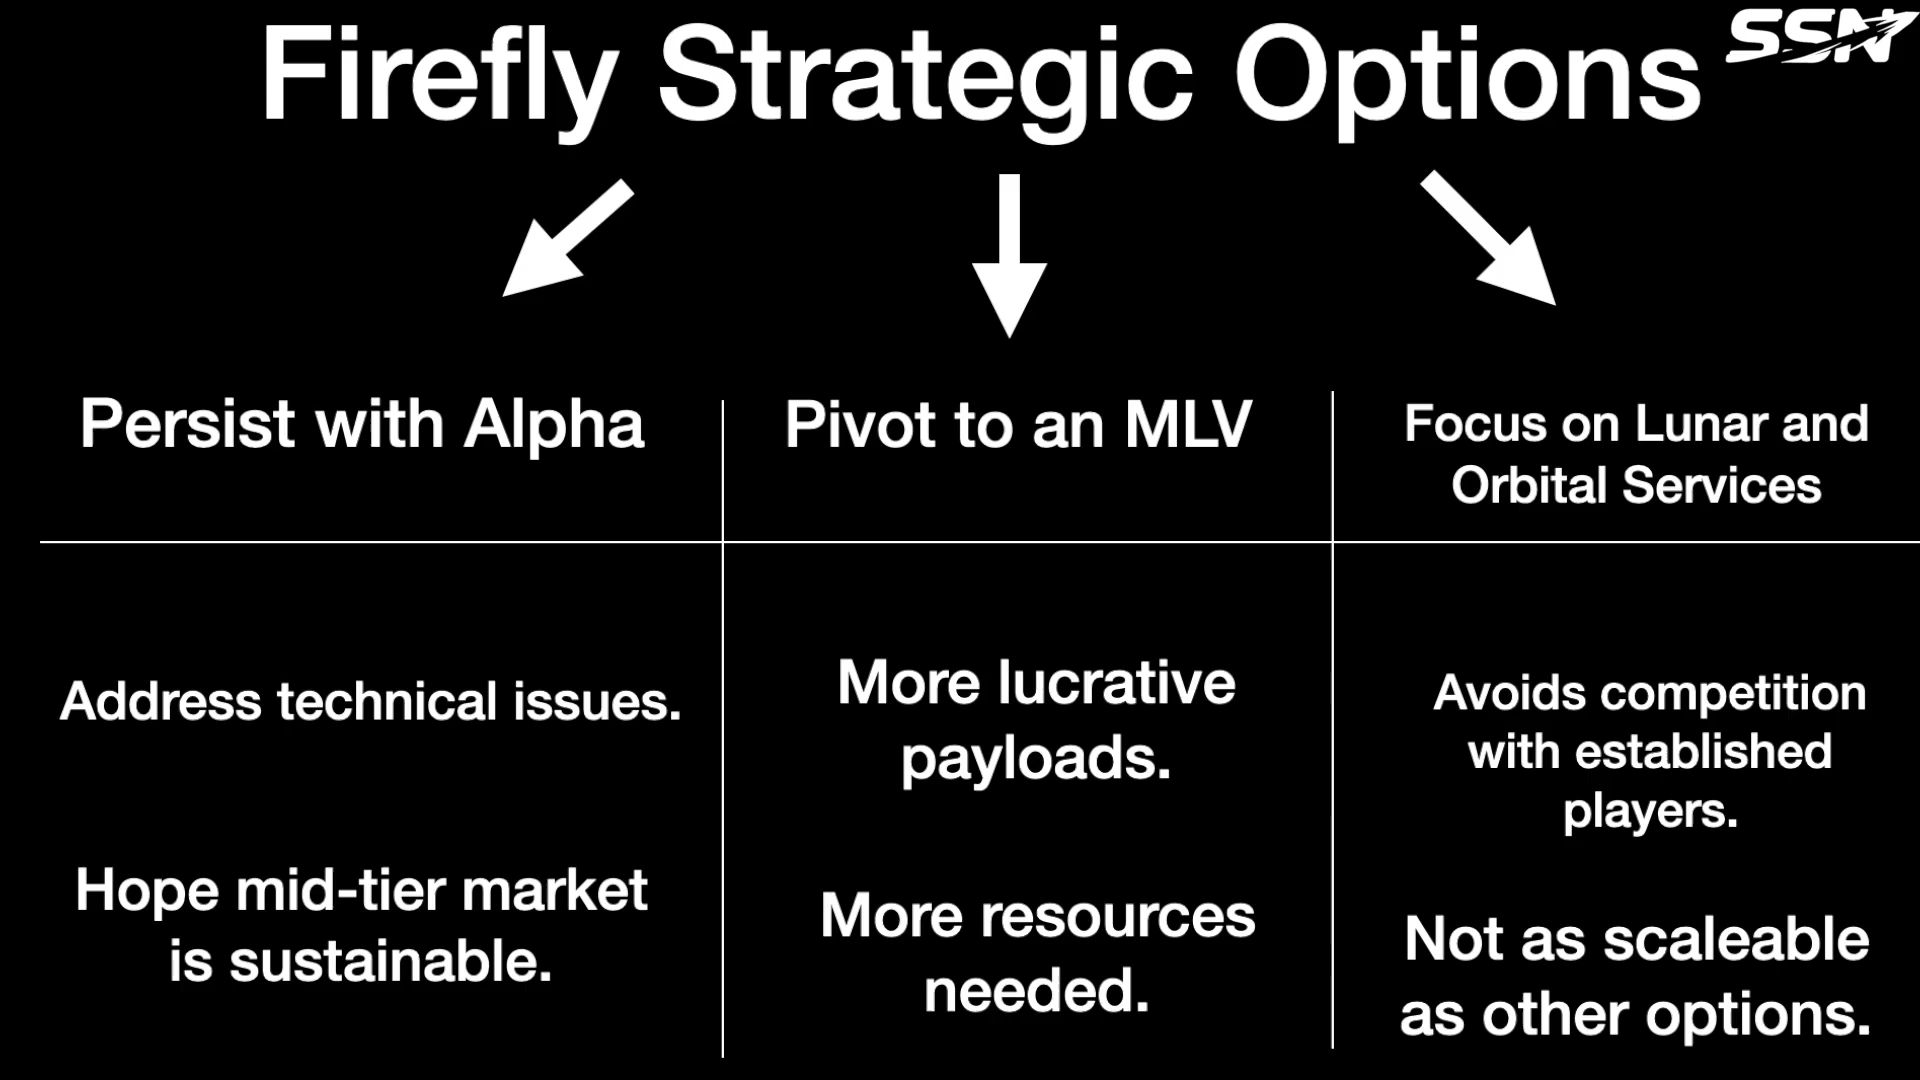 Firefly Strategic Options
SSN
Persist with Alpha
Pivot to an MLV
Focus on Lunar and
Orbital Services
Address technical issues.
Hope mid-tier market
is sustainable.
More lucrative
payloads.
More resources
needed.
Avoids competition
with established
players.
Not as scaleable
as other options.